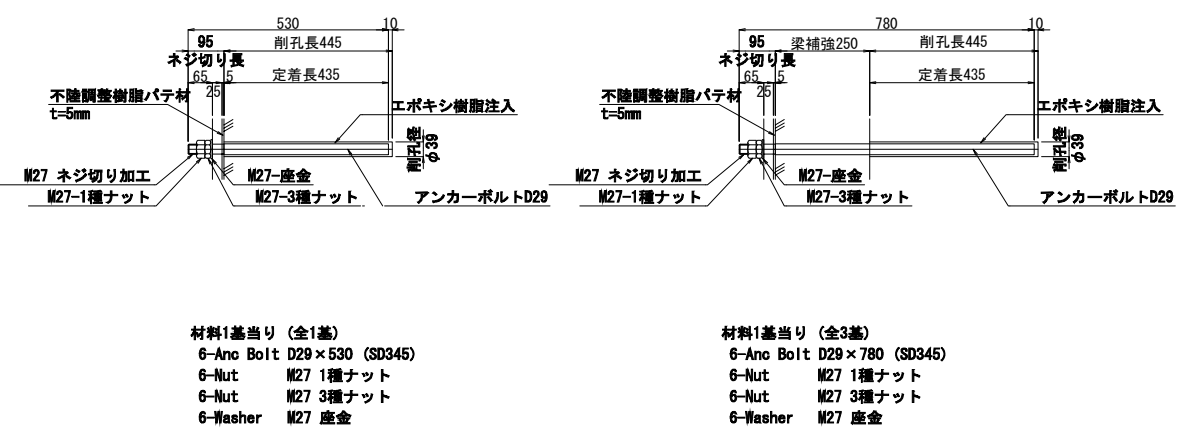 530
10
95
削孔長445
ネジ切り長
65
5
定着長435
25
不陸調整樹脂パテ材
t=5mm
エポキシ樹脂注入
削孔径
φ39
M27 ネジ切り加工
M27-座金
M27-1種ナット
M27-3種ナット
アンカーボルトD29
材料1基当り (全1基)
6-Anc Bolt D29×530 (SD345)
6-Nut M27 1種ナット
6-Nut M27 3種ナット
6-Washer M27 座金
780
10
95
梁補強250
削孔長445
ネジ切り長
65
5
定着長435
25
不陸調整樹脂パテ材
t=5mm
エポキシ樹脂注入
削孔径
φ39
M27 ネジ切り加工
M27-座金
M27-1種ナット
M27-3種ナット
アンカーボルトD29
材料1基当り (全3基)
6-Anc Bolt D29×780 (SD345)
6-Nut M27 1種ナット
6-Nut M27 3種ナット
6-Washer M27 座金